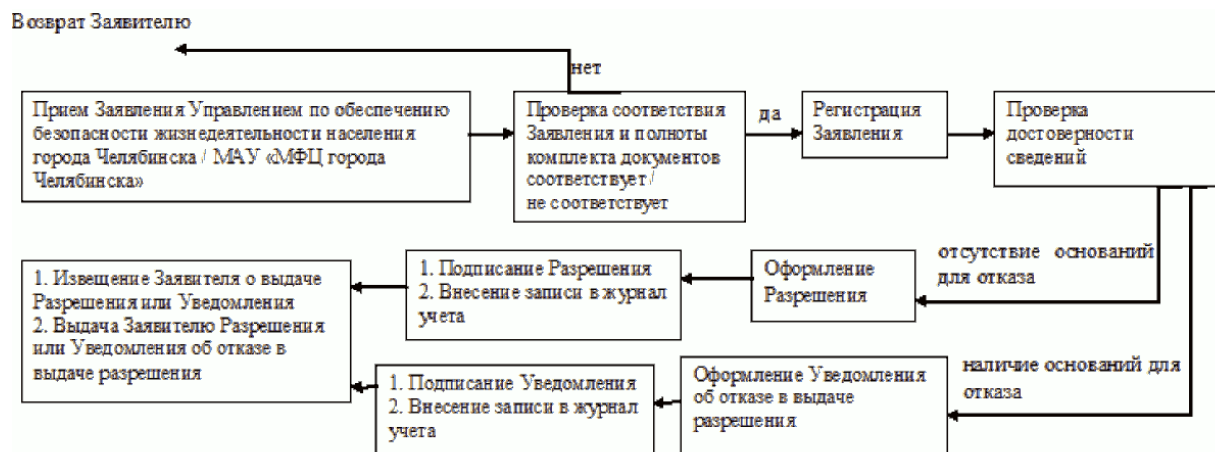 Возврат Заявителю
нет
Прием Заявления Управлением по обеспечению
безопасности жизнедеятельности населения
города Челябинска / МАУ «МФЦ города
Челябинска»
Проверка соответствия
Заявления и полноты
комплекта документов
соответствует /
не соответствует
да
Регистрация
Заявления
Проверка
достоверности
сведений
отсутствие оснований
для отказа
Оформление
Разрешения
1. Подписание Разрешения
2. Внесение записи в журнал
учета
1. Извещение Заявителя о выдаче
Разрешения или Уведомления
2. Выдача Заявителю Разрешения
или Уведомления об отказе в
выдаче разрешения
наличие оснований для
отказа
Оформление Уведомления
об отказе в выдаче
разрешения
1. Подписание Уведомления
2. Внесение записи в журнал
учета